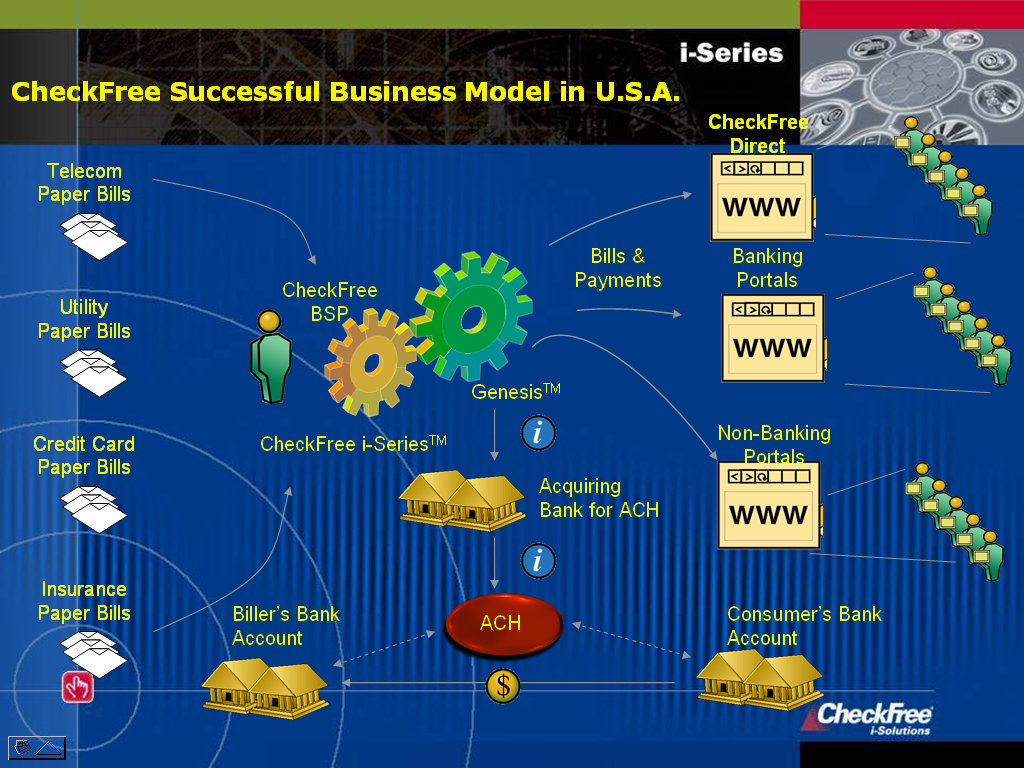 i-Series
CheckFree Successful Business Model in U.S.A.
CheckFree
Direct
WWW
Telecom
Paper Bills
Bills &
Payments
Banking
Portals
WWW
CheckFree
BSP
Utility
Paper Bills
Genesis™
Credit Card
Paper Bills
CheckFree i-Series™
i
Non-Banking
Portals
WWW
Acquiring
Bank for ACH
i
Insurance
Paper Bills
Biller's Bank
Account
ACH
Consumer's Bank
Account
$
CheckFree
i-Solutions